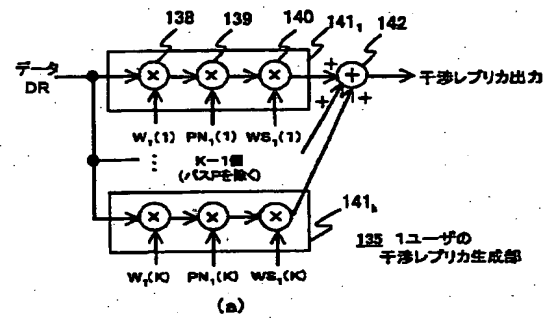 138 139 140 141₁ 142
データ
DR
干渉レプリカ出力
W₁(1) PN₁(1) WS₁(1)
K-1個
(パスPを除く)
141ₖ
135 1ユーザの
干渉レプリカ生成部
W₁(K) PN₁(K) WS₁(K)
(a)